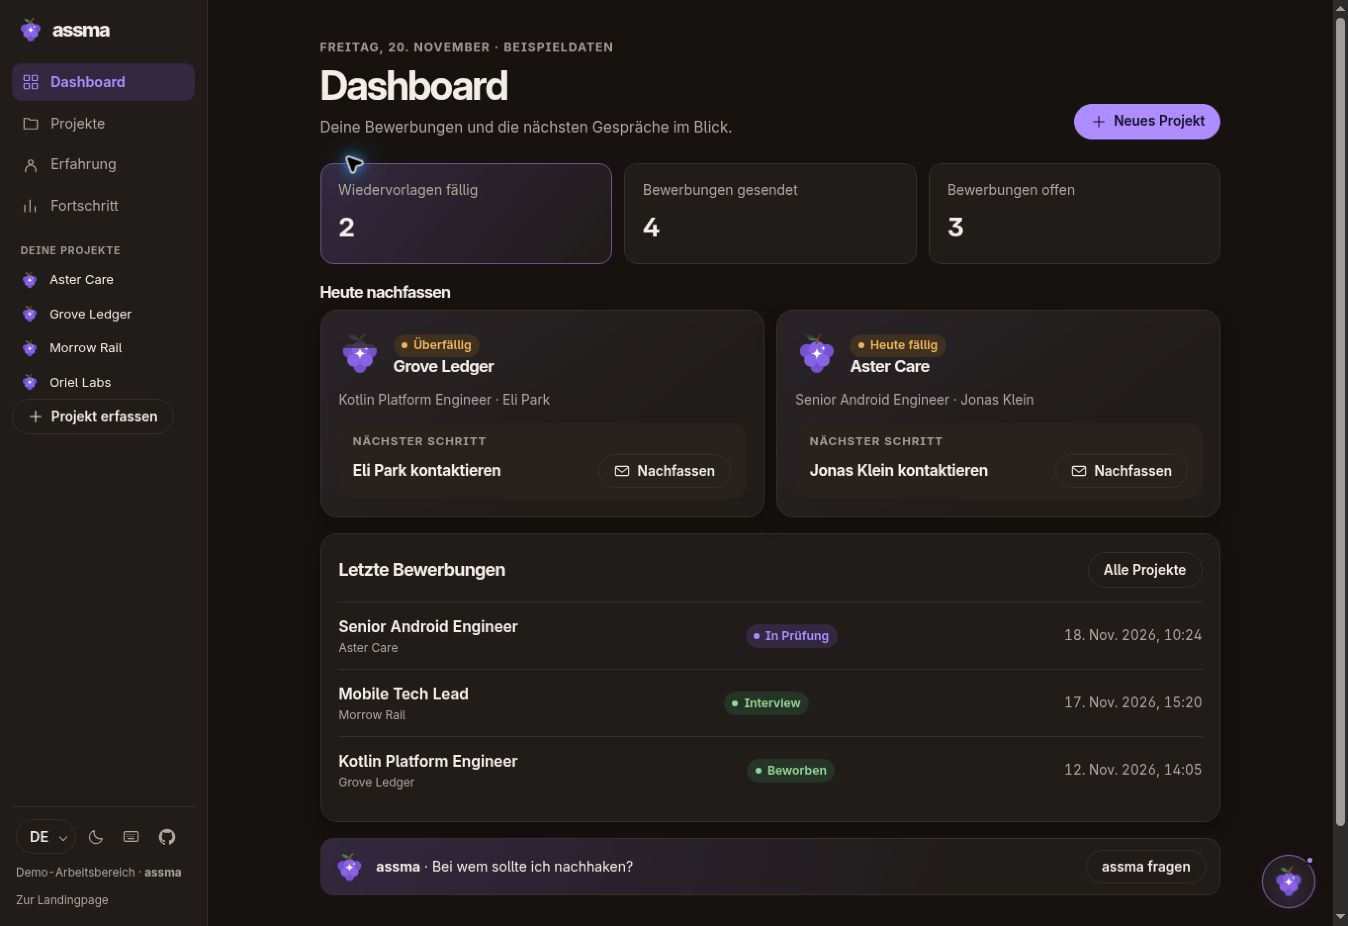 assma
Dashboard
Projekte
Erfahrung
Fortschritt
DEINE PROJEKTE
Aster Care
Grove Ledger
Morrow Rail
Oriel Labs
Projekt erfassen
DE
Demo-Arbeitsbereich · assma
Zur Landingpage
FREITAG, 20. NOVEMBER · BEISPIELDATEN
Dashboard
Deine Bewerbungen und die nächsten Gespräche im Blick.
Neues Projekt
Wiedervorlagen fällig
2
Bewerbungen gesendet
4
Bewerbungen offen
3
Heute nachfassen
Überfällig
Grove Ledger
Kotlin Platform Engineer · Eli Park
NÄCHSTER SCHRITT
Eli Park kontaktieren
Nachfassen
Heute fällig
Aster Care
Senior Android Engineer · Jonas Klein
NÄCHSTER SCHRITT
Jonas Klein kontaktieren
Nachfassen
Letzte Bewerbungen
Alle Projekte
Senior Android Engineer
Aster Care
In Prüfung
18. Nov. 2026, 10:24
Mobile Tech Lead
Morrow Rail
Interview
17. Nov. 2026, 15:20
Kotlin Platform Engineer
Grove Ledger
Beworben
12. Nov. 2026, 14:05
assma · Bei wem sollte ich nachhaken?
assma fragen